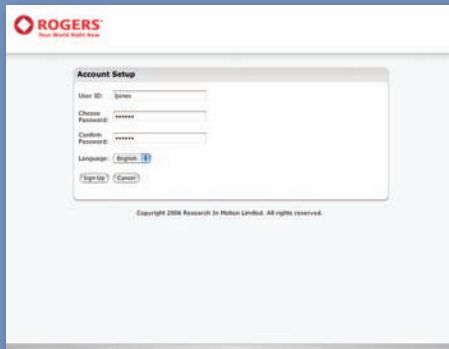 ROGERS
Your World Right Now
Account Setup
User ID: ljones
Choose
Password: ••••••
Confirm
Password: ••••••
Language: English
Sign Up Cancel
Copyright 2006 Research In Motion Limited. All rights reserved.